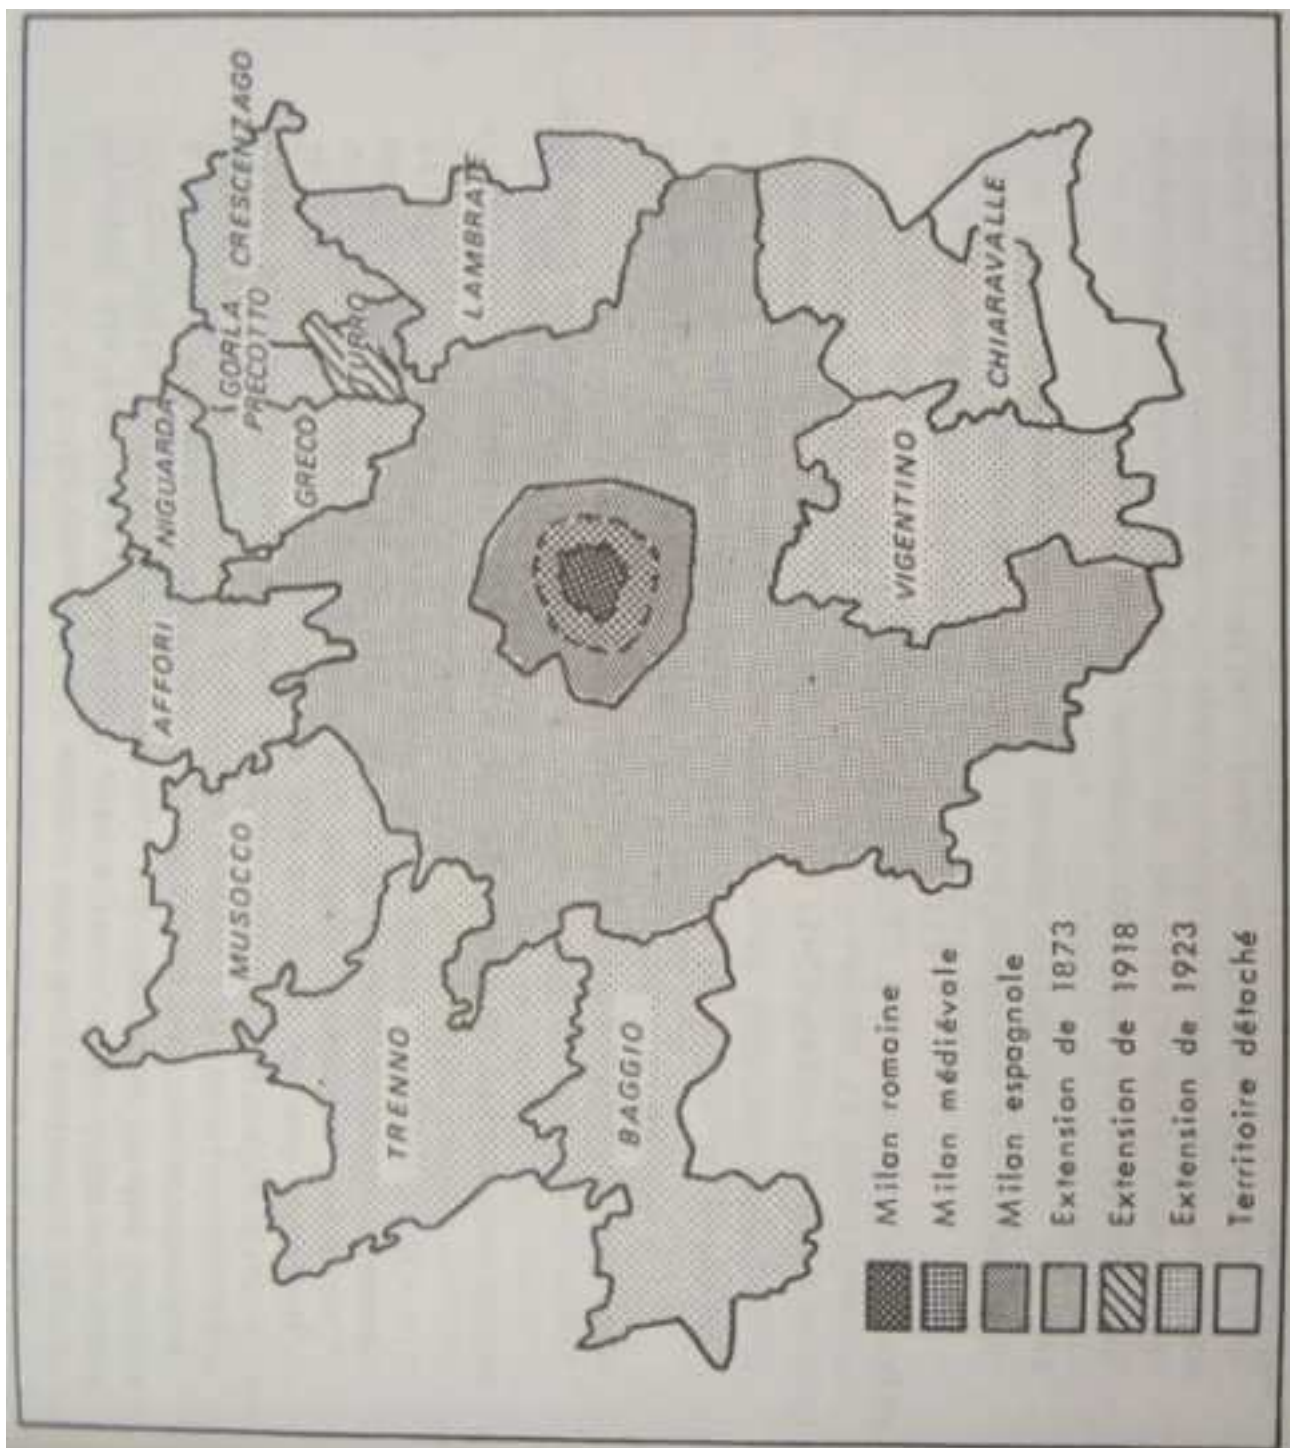 CRESCENZAGO
GORLA
PRECOTTO
TURRO
LAMBRATE
NIGUARDA
GRECO
AFFORI
MUSOCCO
TRENNO
BAGGIO
VIGENTINO
CHIARAVALLE
Milan romaine
Milan médiévale
Milan espagnole
Extension de 1873
Extension de 1918
Extension de 1923
Territoire détaché